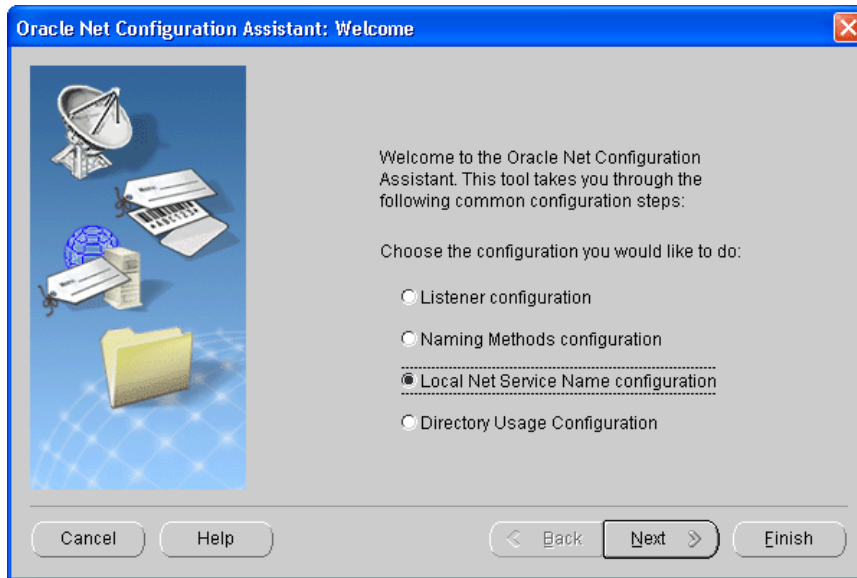 Oracle Net Configuration Assistant: Welcome
Welcome to the Oracle Net Configuration
Assistant. This tool takes you through the
following common configuration steps:
Choose the configuration you would like to do:
Listener configuration
Naming Methods configuration
Local Net Service Name configuration
Directory Usage Configuration
Cancel
Help
Back
Next
Finish